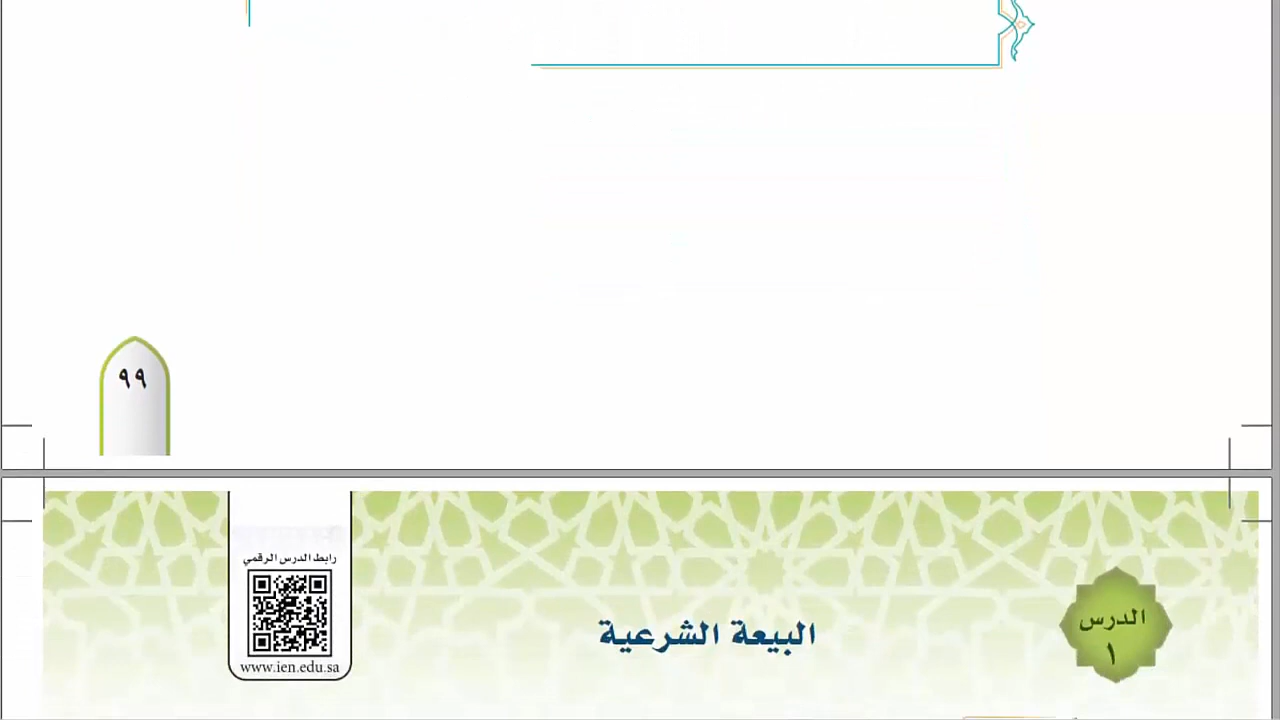 ٩٩
رابط الدرس الرقمي
www.ien.edu.sa
الدرس
١
البيعة الشرعية